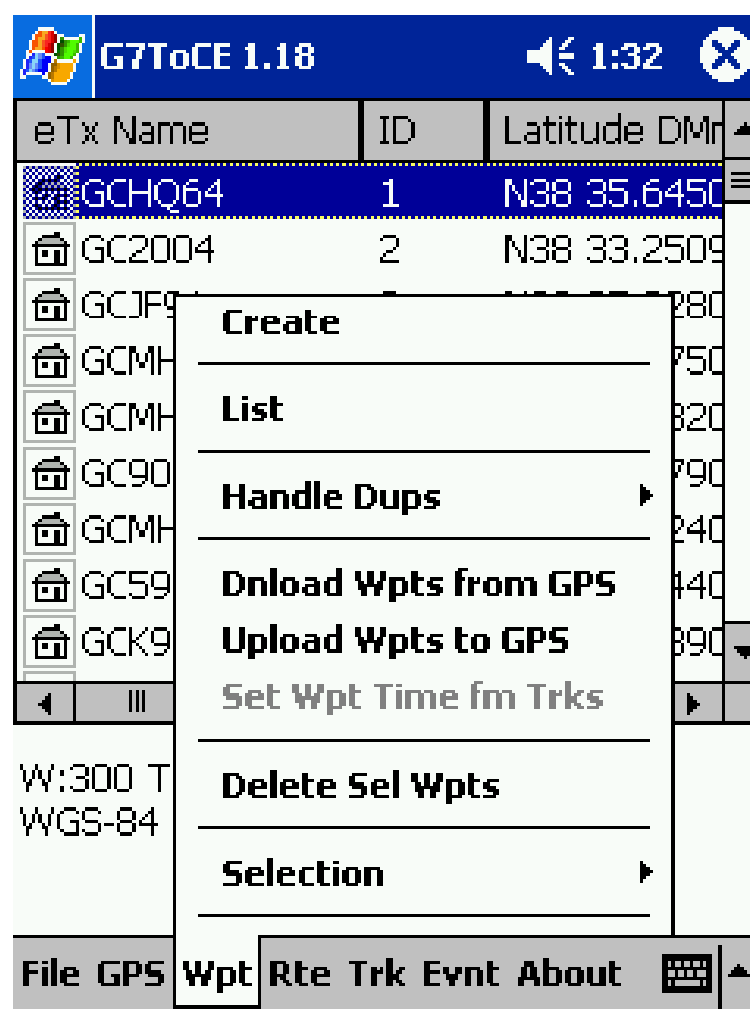 G7ToCE 1.18 1:32
eTx Name ID Latitude
GCHQ64 1 N38 35.6450
GC2004 2 N38 33.2509
Create
List
Handle Dups
Dnload Wpts from GPS
Upload Wpts to GPS
Set Wpt Time fm Trks
Delete Sel Wpts
Selection
W:300
WGS-84
File GPS Wpt Rte Trk Evnt About